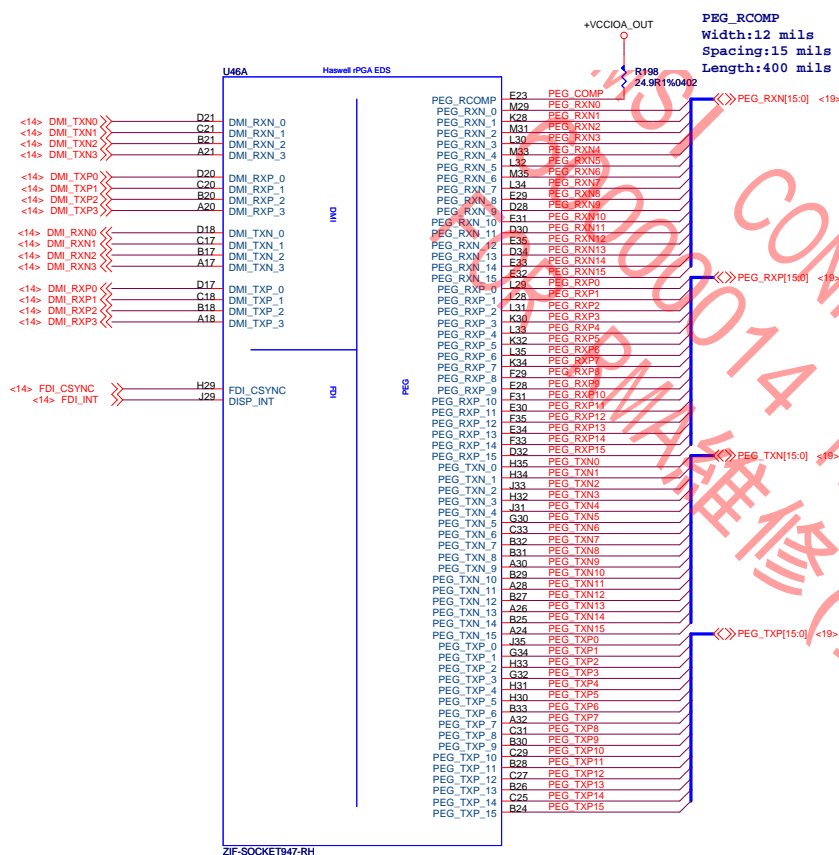 +VCCIOA_OUT
PEG_RCOMP
Width:12 mils
Spacing:15 mils
Length:400 mils
R198
24.9R1%0402
U46A
Haswell rPGA EDS
<14> DMI_TXN0 D21 DMI_RXN_0
<14> DMI_TXN1 C21 DMI_RXN_1
<14> DMI_TXN2 B21 DMI_RXN_2
<14> DMI_TXN3 A21 DMI_RXN_3
<14> DMI_TXP0 D20 DMI_RXP_0
<14> DMI_TXP1 C20 DMI_RXP_1
<14> DMI_TXP2 B20 DMI_RXP_2
<14> DMI_TXP3 A20 DMI_RXP_3
<14> DMI_RXN0 D18 DMI_TXN_0
<14> DMI_RXN1 C17 DMI_TXN_1
<14> DMI_RXN2 B17 DMI_TXN_2
<14> DMI_RXN3 A17 DMI_TXN_3
<14> DMI_RXP0 D17 DMI_TXP_0
<14> DMI_RXP1 C18 DMI_TXP_1
<14> DMI_RXP2 B18 DMI_TXP_2
<14> DMI_RXP3 A18 DMI_TXP_3
<14> FDI_CSYNC H29 FDI_CSYNC
<14> FDI_INT J29 DISP_INT
DMI
FDI
PEG
PEG_RCOMP E23 PEG_COMP
PEG_RXN_0 M29 PEG_RXN0
PEG_RXN_1 K28 PEG_RXN1
PEG_RXN_2 M31 PEG_RXN2
PEG_RXN_3 L30 PEG_RXN3
PEG_RXN_4 M33 PEG_RXN4
PEG_RXN_5 L32 PEG_RXN5
PEG_RXN_6 M35 PEG_RXN6
PEG_RXN_7 L34 PEG_RXN7
PEG_RXN_8 E29 PEG_RXN8
PEG_RXN_9 D28 PEG_RXN9
PEG_RXN_10 E31 PEG_RXN10
PEG_RXN_11 D30 PEG_RXN11
PEG_RXN_12 E35 PEG_RXN12
PEG_RXN_13 D34 PEG_RXN13
PEG_RXN_14 E33 PEG_RXN14
PEG_RXN_15 E32 PEG_RXN15
PEG_RXP_0 L29 PEG_RXP0
PEG_RXP_1 L28 PEG_RXP1
PEG_RXP_2 L31 PEG_RXP2
PEG_RXP_3 K30 PEG_RXP3
PEG_RXP_4 L33 PEG_RXP4
PEG_RXP_5 K32 PEG_RXP5
PEG_RXP_6 L35 PEG_RXP6
PEG_RXP_7 K34 PEG_RXP7
PEG_RXP_8 F29 PEG_RXP8
PEG_RXP_9 E28 PEG_RXP9
PEG_RXP_10 F31 PEG_RXP10
PEG_RXP_11 E30 PEG_RXP11
PEG_RXP_12 F35 PEG_RXP12
PEG_RXP_13 E34 PEG_RXP13
PEG_RXP_14 F33 PEG_RXP14
PEG_RXP_15 D32 PEG_RXP15
PEG_TXN_0 H35 PEG_TXN0
PEG_TXN_1 H34 PEG_TXN1
PEG_TXN_2 J33 PEG_TXN2
PEG_TXN_3 H32 PEG_TXN3
PEG_TXN_4 J31 PEG_TXN4
PEG_TXN_5 G30 PEG_TXN5
PEG_TXN_6 C33 PEG_TXN6
PEG_TXN_7 B32 PEG_TXN7
PEG_TXN_8 B31 PEG_TXN8
PEG_TXN_9 A30 PEG_TXN9
PEG_TXN_10 B29 PEG_TXN10
PEG_TXN_11 A28 PEG_TXN11
PEG_TXN_12 B27 PEG_TXN12
PEG_TXN_13 A26 PEG_TXN13
PEG_TXN_14 B25 PEG_TXN14
PEG_TXN_15 A24 PEG_TXN15
PEG_TXP_0 J35 PEG_TXP0
PEG_TXP_1 G34 PEG_TXP1
PEG_TXP_2 H33 PEG_TXP2
PEG_TXP_3 G32 PEG_TXP3
PEG_TXP_4 H31 PEG_TXP4
PEG_TXP_5 H30 PEG_TXP5
PEG_TXP_6 B33 PEG_TXP6
PEG_TXP_7 A32 PEG_TXP7
PEG_TXP_8 C31 PEG_TXP8
PEG_TXP_9 B30 PEG_TXP9
PEG_TXP_10 C29 PEG_TXP10
PEG_TXP_11 B28 PEG_TXP11
PEG_TXP_12 C27 PEG_TXP12
PEG_TXP_13 B26 PEG_TXP13
PEG_TXP_14 C25 PEG_TXP14
PEG_TXP_15 B24 PEG_TXP15
PEG_RXN[15:0] <19>
PEG_RXP[15:0] <19>
PEG_TXN[15:0] <19>
PEG_TXP[15:0] <19>
ZIF-SOCKET947-RH
MSI
FOR RMA維修(